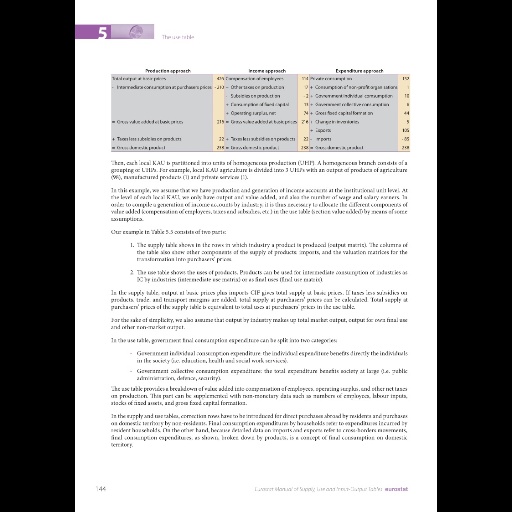 5
The use table
Production approach Income approach Expenditure approach
Total output at basic prices 426 Compensation of employees 114 Private consumption 152
- Intermediate consumption at purchasers' prices - 210 + Other taxes on production 17 + Consumption of non-profit organisations 1
- Subsidies on production - 2 + Government individual consumption 10
+ Consumption of fixed capital 13 + Government collective consumption 8
+ Operating surplus, net 74 + Gross fixed capital formation 44
= Gross value added at basic prices 216 = Gross value added at basic prices 216 + Change in inventories 5
+ Exports 105
+ Taxes less subsidies on products 22 + Taxes less subsidies on products 22 - Imports - 85
= Gross domestic product 238 = Gross domestic product 238 = Gross domestic product 238
Then, each local KAU is partitioned into units of homogeneous production (UHP). A homogeneous branch consists of a
grouping of UHPs. For example, local KAU agriculture is divided into 3 UHPs with an output of products of agriculture
(98), manufactured products (1) and private services (1).
In this example, we assume that we have production and generation of income accounts at the institutional unit level. At
the level of each local KAU, we only have output and value added, and also the number of wage and salary earners. In
order to compile a generation of income accounts by industry, it is thus necessary to allocate the different components of
value added (compensation of employees, taxes and subsidies, etc.) in the use table (section value added) by means of some
assumptions.
Our example in Table 5.3 consists of two parts:
1. The supply table shows in the rows in which industry a product is produced (output matrix). The columns of
the table also show other components of the supply of products: imports, and the valuation matrices for the
transformation into purchasers' prices.
2. The use table shows the uses of products. Products can be used for intermediate consumption of industries as
IC by industries (intermediate use matrix) or as final uses (final use matrix).
In the supply table, output at basic prices plus imports CIF gives total supply at basic prices. If taxes less subsidies on
products, trade, and transport margins are added, total supply at purchasers' prices can be calculated. Total supply at
purchasers' prices of the supply table is equivalent to total uses at purchasers' prices in the use table.
For the sake of simplicity, we also assume that output by industry makes up total market output, output for own final use
and other non-market output.
In the use table, government final consumption expenditure can be split into two categories:
- Government individual consumption expenditure: the individual expenditure benefits directly the individuals
in the society (i.e. education, health and social work services).
- Government collective consumption expenditure: the total expenditure benefits society at large (i.e. public
administration, defence, security).
The use table provides a breakdown of value added into compensation of employees, operating surplus, and other net taxes
on production. This part can be supplemented with non-monetary data such as numbers of employees, labour inputs,
stocks of fixed assets, and gross fixed capital formation.
In the supply and use tables, correction rows have to be introduced for direct purchases abroad by residents and purchases
on domestic territory by non-residents. Final consumption expenditures by households refer to expenditures incurred by
resident households. On the other hand, because detailed data on imports and exports refer to cross-borders movements,
final consumption expenditures, as shown, broken down by products, is a concept of final consumption on domestic
territory.
144
Eurostat Manual of Supply, Use and Input-Output Tables eurostat